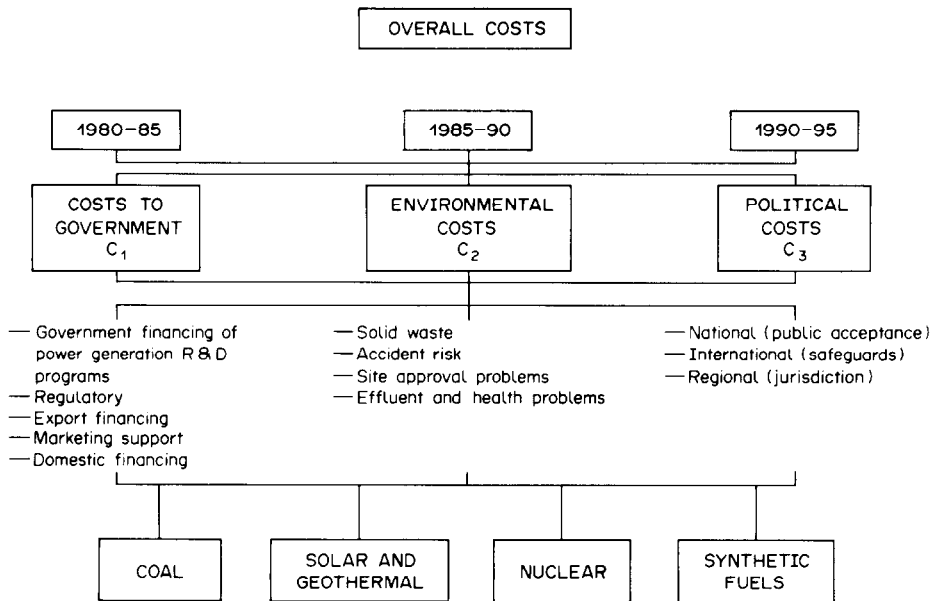 OVERALL COSTS
1980-85
1985-90
1990-95
COSTS TO
GOVERNMENT
C₁
ENVIRONMENTAL
COSTS
C₂
POLITICAL
COSTS
C₃
— Government financing of
power generation R & D
programs
— Regulatory
— Export financing
— Marketing support
— Domestic financing
— Solid waste
— Accident risk
— Site approval problems
— Effluent and health problems
— National (public acceptance)
— International (safeguards)
— Regional (jurisdiction)
COAL
SOLAR AND
GEOTHERMAL
NUCLEAR
SYNTHETIC
FUELS